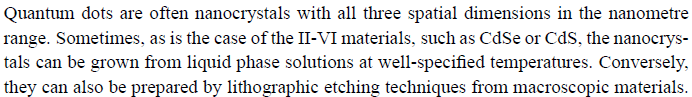 Quantum dots are often nanocrystals with all three spatial dimensions in the nanometre
range. Sometimes, as is the case of the II-VI materials, such as CdSe or CdS, the nanocrys-
tals can be grown from liquid phase solutions at well-specified temperatures. Conversely,
they can also be prepared by lithographic etching techniques from macroscopic materials.